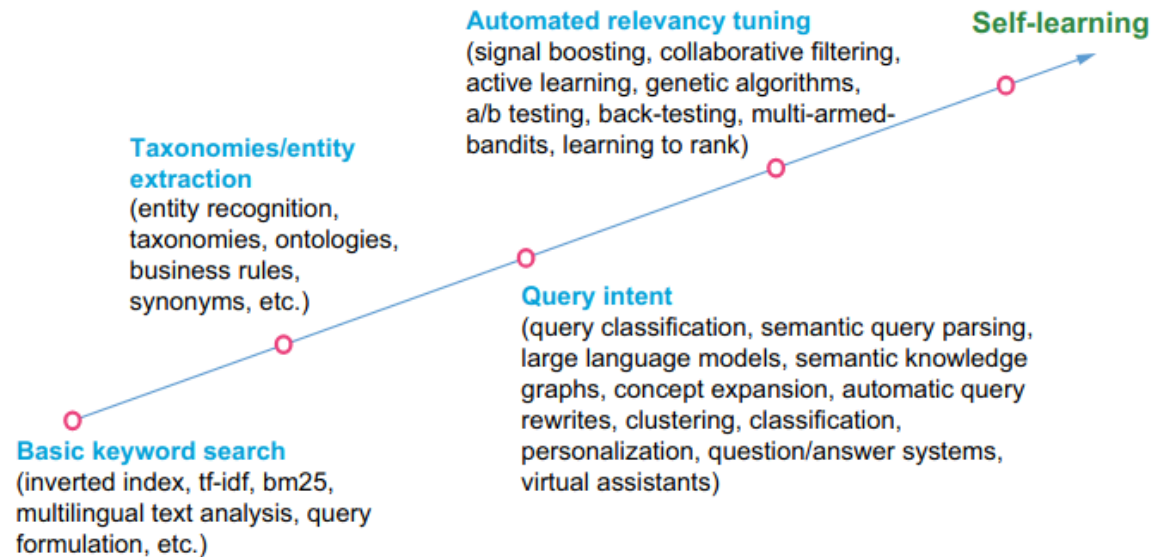 Automated relevancy tuning
(signal boosting, collaborative filtering,
active learning, genetic algorithms,
a/b testing, back-testing, multi-armed-
bandits, learning to rank)
Self-learning
Taxonomies/entity
extraction
(entity recognition,
taxonomies, ontologies,
business rules,
synonyms, etc.)
Query intent
(query classification, semantic query parsing,
large language models, semantic knowledge
graphs, concept expansion, automatic query
rewrites, clustering, classification,
personalization, question/answer systems,
virtual assistants)
Basic keyword search
(inverted index, tf-idf, bm25,
multilingual text analysis, query
formulation, etc.)